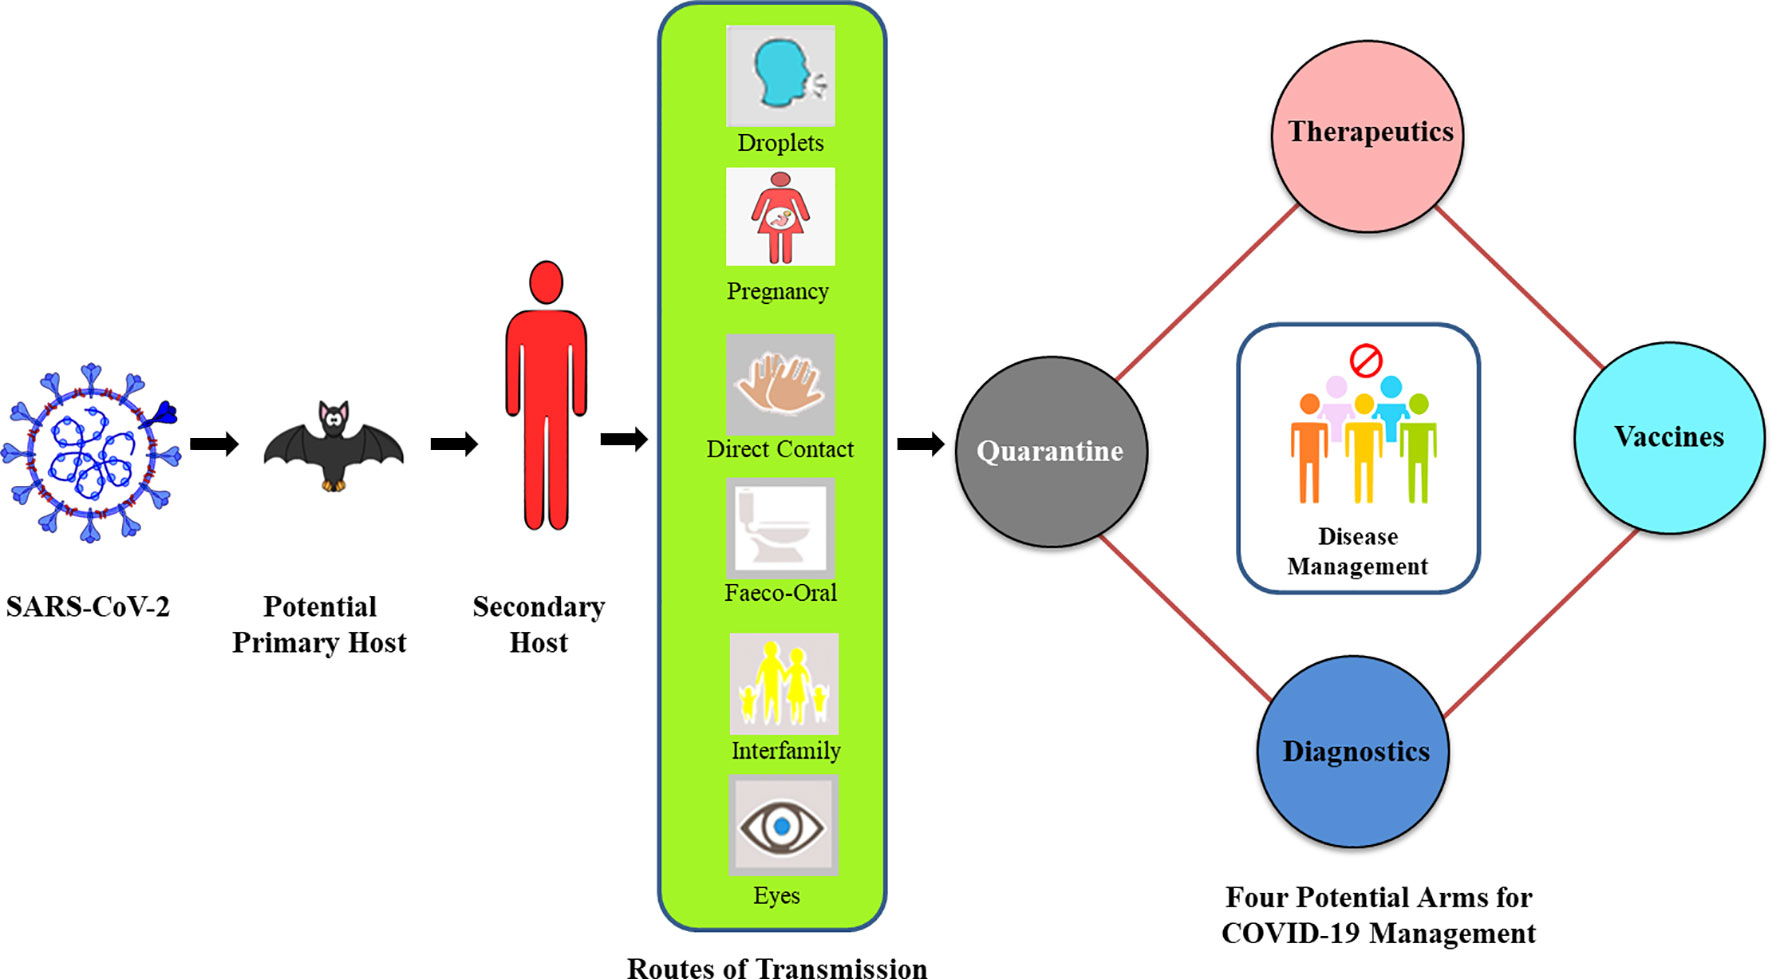 SARS-CoV-2
Potential
Primary Host
Secondary
Host
Droplets
Pregnancy
Direct Contact
Faeco-Oral
Interfamily
Eyes
Routes of Transmission
Therapeutics
Quarantine
Vaccines
Disease
Management
Diagnostics
Four Potential Arms for
COVID-19 Management